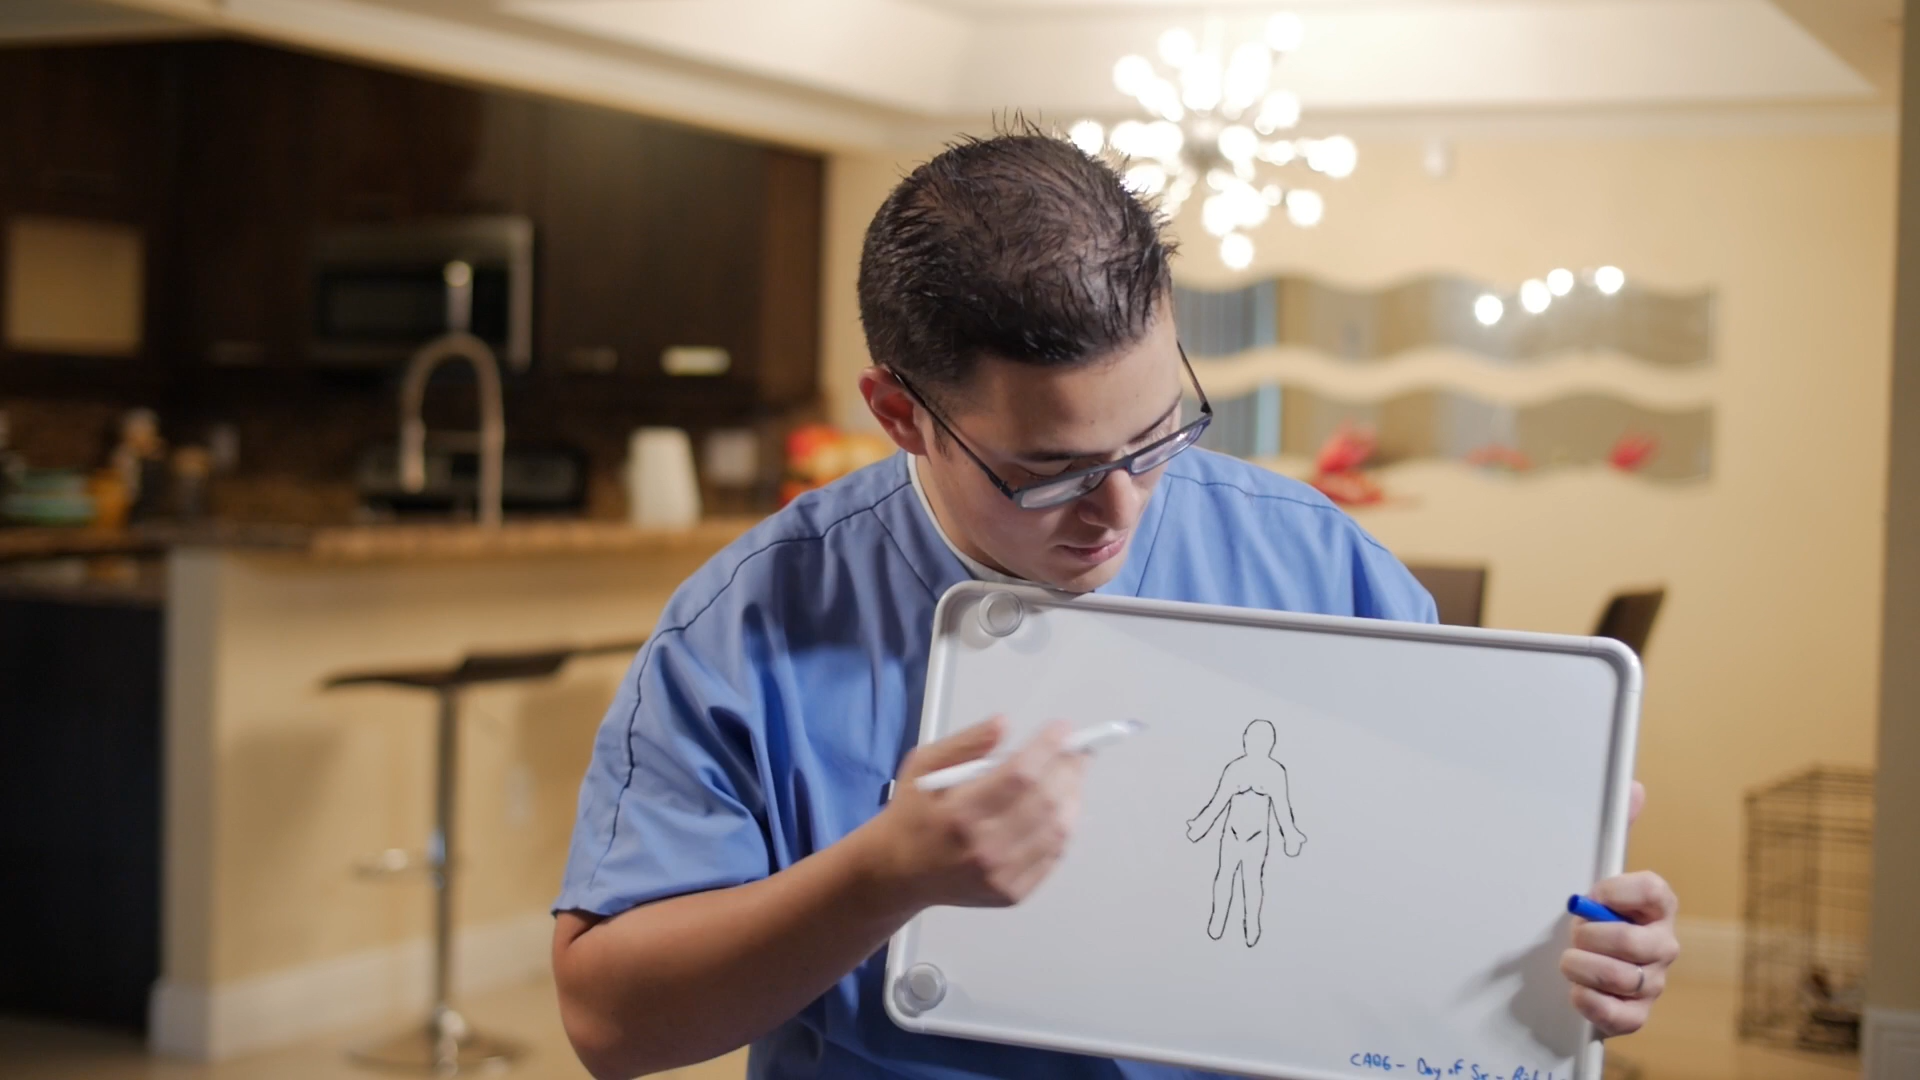 CABG - Day of Sx -